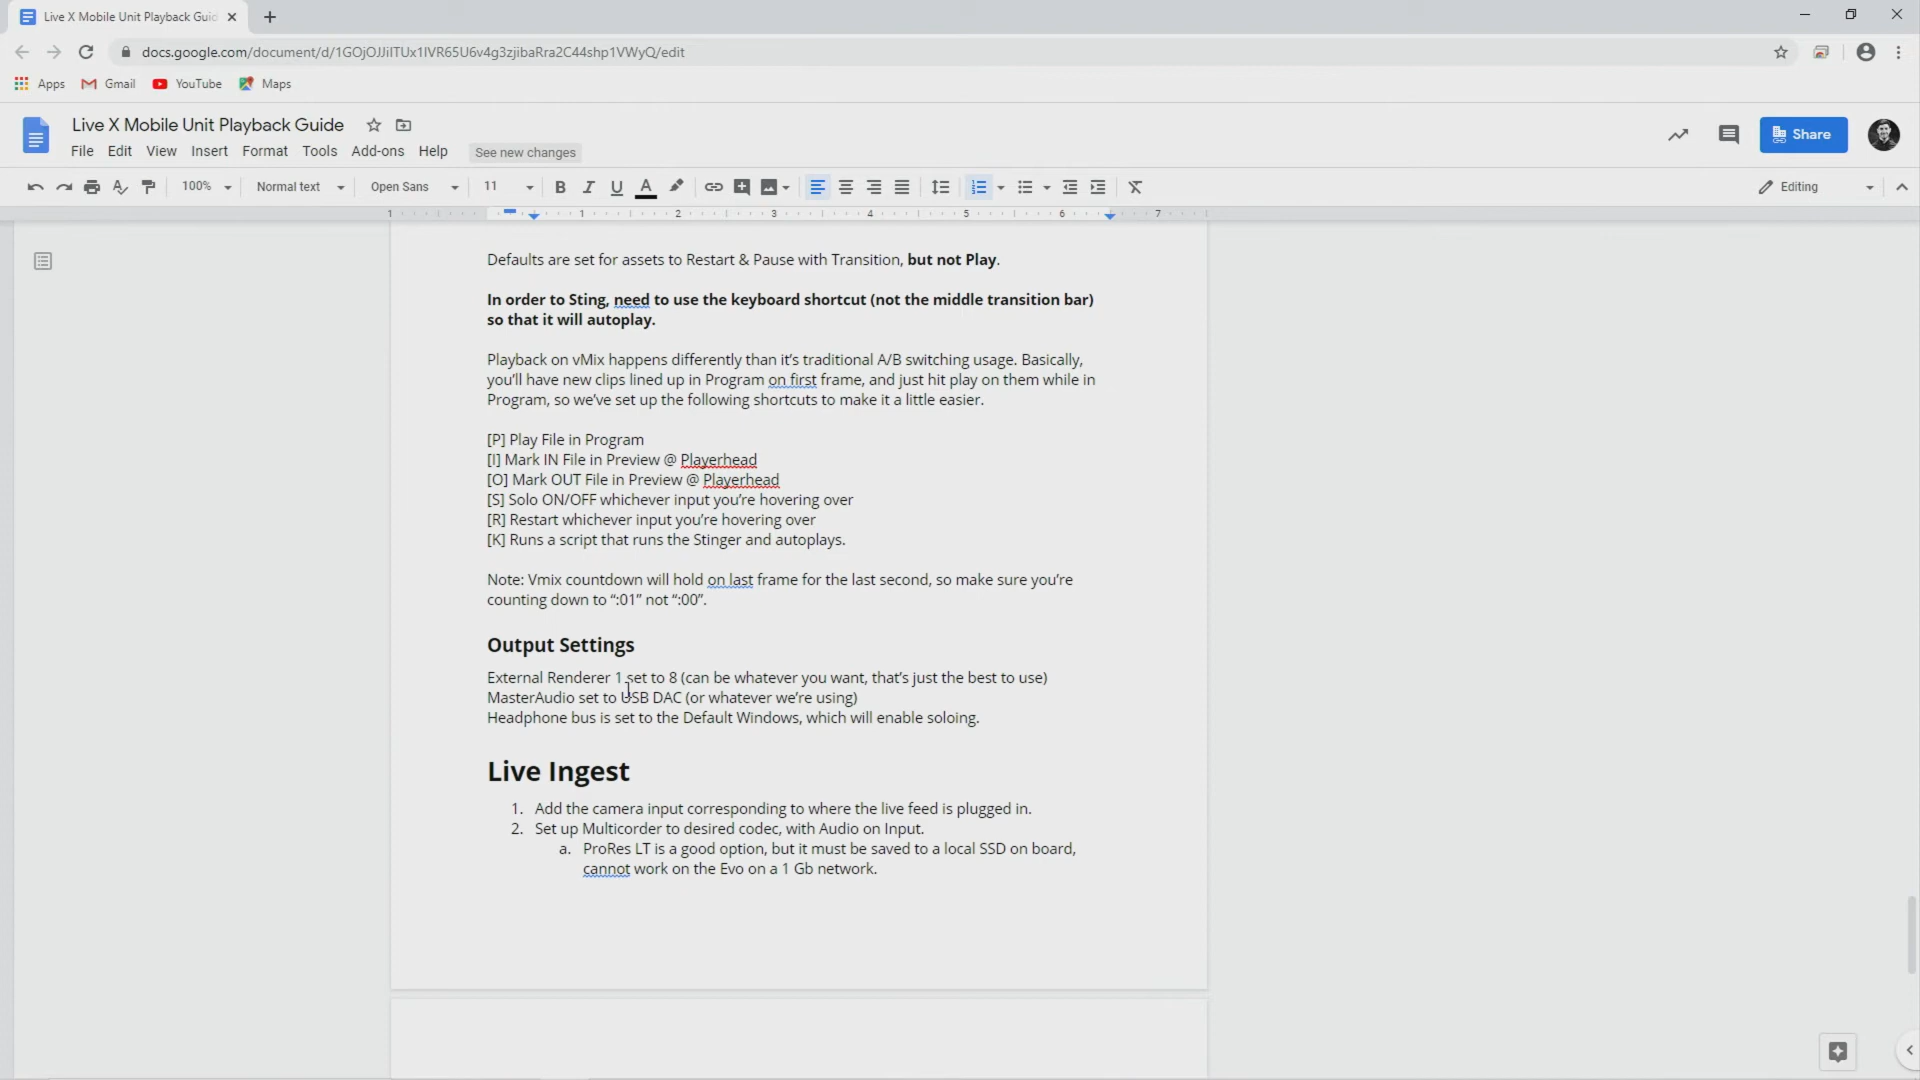 Live X Mobile Unit Playback Guid
docs.google.com/document/d/1GOjOJJiITUx1IVR65U6v4g3zjibaRra2C44shp1VWyQ/edit
Apps Gmail YouTube Maps
Live X Mobile Unit Playback Guide
File Edit View Insert Format Tools Add-ons Help See new changes
Share
100% Normal text Open Sans 11 B I U A Editing
1 1 2 3 4 5 6 7
Defaults are set for assets to Restart & Pause with Transition, but not Play.
In order to Sting, need to use the keyboard shortcut (not the middle transition bar)
so that it will autoplay.
Playback on vMix happens differently than it’s traditional A/B switching usage. Basically,
you’ll have new clips lined up in Program on first frame, and just hit play on them while in
Program, so we’ve set up the following shortcuts to make it a little easier.
[P] Play File in Program
[I] Mark IN File in Preview @ Playerhead
[O] Mark OUT File in Preview @ Playerhead
[S] Solo ON/OFF whichever input you’re hovering over
[R] Restart whichever input you’re hovering over
[K] Runs a script that runs the Stinger and autoplays.
Note: Vmix countdown will hold on last frame for the last second, so make sure you’re
counting down to “:01” not “:00”.
Output Settings
External Renderer 1 set to 8 (can be whatever you want, that’s just the best to use)
MasterAudio set to USB DAC (or whatever we’re using)
Headphone bus is set to the Default Windows, which will enable soloing.
Live Ingest
1. Add the camera input corresponding to where the live feed is plugged in.
2. Set up Multicorder to desired codec, with Audio on Input.
a. ProRes LT is a good option, but it must be saved to a local SSD on board,
cannot work on the Evo on a 1 Gb network.